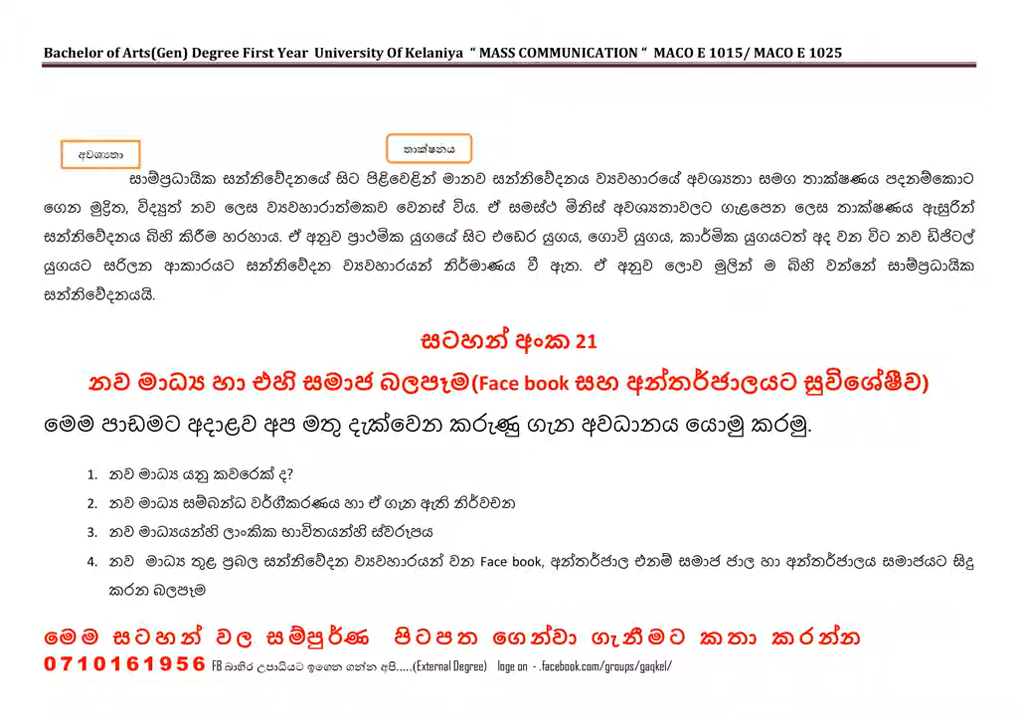 Bachelor of Arts(Gen) Degree First Year  University Of Kelaniya  “ MASS COMMUNICATION “  MACO E 1015/ MACO E 1025
අවශ්‍යතා
තාක්ෂනය
සාම්ප්‍රධායික සන්නිවේදනයේ සිට පිළිවෙළින් මානව සන්නිවේදනය ව්‍යවහාරයේ අවශ්‍යතා සමග තාක්ෂණය පදනම්කොට
ගෙන මුද්‍රිත, විද්‍යුත් නව ලෙස ව්‍යවහාරාත්මකව වෙනස් විය. ඒ සමස්ථ මිනිස් අවශ්‍යතාවලට ගැළපෙන ලෙස තාක්ෂණය ඇසුරින්
සන්නිවේදනය බිහි කිරීම හරහාය. ඒ අනුව ප්‍රාථමික යුගයේ සිට එඬේර යුගය, ගොවි යුගය, කාර්මික යුගයටත් අද වන විට නව ඩිජිටල්
යුගයට සරිලන ආකාරයට සන්නිවේදන ව්‍යවහාරයන් නිර්මාණය වී ඇත. ඒ අනුව ලොව මුලින් ම බිහි වන්නේ සාම්ප්‍රධායික
සන්නිවේදනයයි.
සටහන් අංක 21
නව මාධ්‍ය හා එහි සමාජ බලපෑම(Face book සහ අන්තර්ජාලයට සුවිශේෂීව)
මෙම පාඩමට අදාළව අප මතු දැක්වෙන කරුණු ගැන අවධානය යොමු කරමු.
1. නව මාධ්‍ය යනු කවරෙක් ද?
2. නව මාධ්‍ය සම්බන්ධ වර්ගීකරණය හා ඒ ගැන ඇති නිර්වචන
3. නව මාධ්‍යයන්හි ලාංකික භාවිතයන්හි ස්වරූපය
4. නව  මාධ්‍ය තුළ ප්‍රබල සන්නිවේදන ව්‍යවහාරයන් වන Face book, අන්තර්ජාල එනම් සමාජ ජාල හා අන්තර්ජාලය සමාජයට සිදු
කරන බලපෑම
මෙම සටහන් වල සම්පූර්ණ  පිටපත ගෙන්වා ගැනීමට කතා කරන්න
0710161956 FB බාහිර උපාධියට ඉගෙන ගන්න අපි.....(External Degree)   loge on  - .facebook.com/groups/gaqkel/